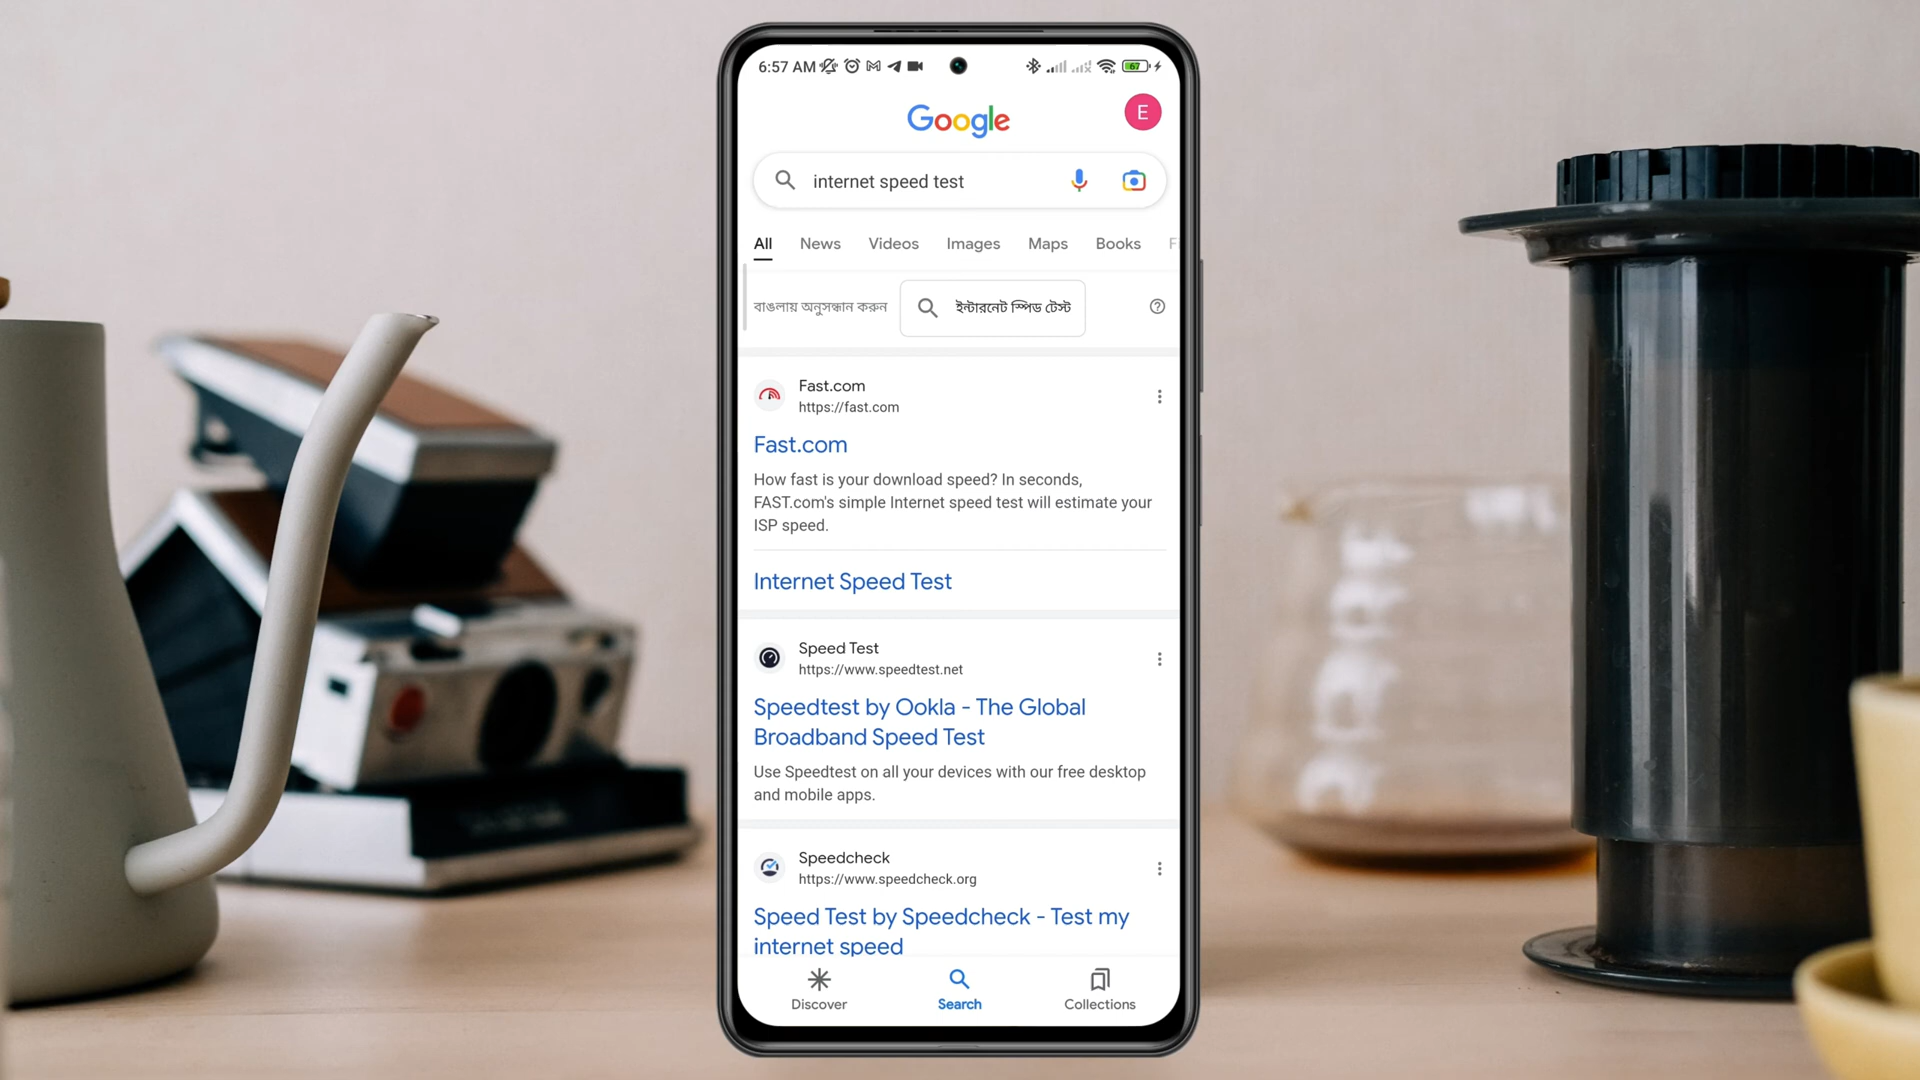 6:57 AM
67
Google
E
internet speed test
All News Videos Images Maps Books
বাঙলায় অনুসন্ধান করুন ইন্টারনেট স্পিড টেস্ট
Fast.com
https://fast.com
Fast.com
How fast is your download speed? In seconds,
FAST.com's simple Internet speed test will estimate your
ISP speed.
Internet Speed Test
Speed Test
https://www.speedtest.net
Speedtest by Ookla - The Global
Broadband Speed Test
Use Speedtest on all your devices with our free desktop
and mobile apps.
Speedcheck
https://www.speedcheck.org
Speed Test by Speedcheck - Test my
internet speed
Discover Search Collections